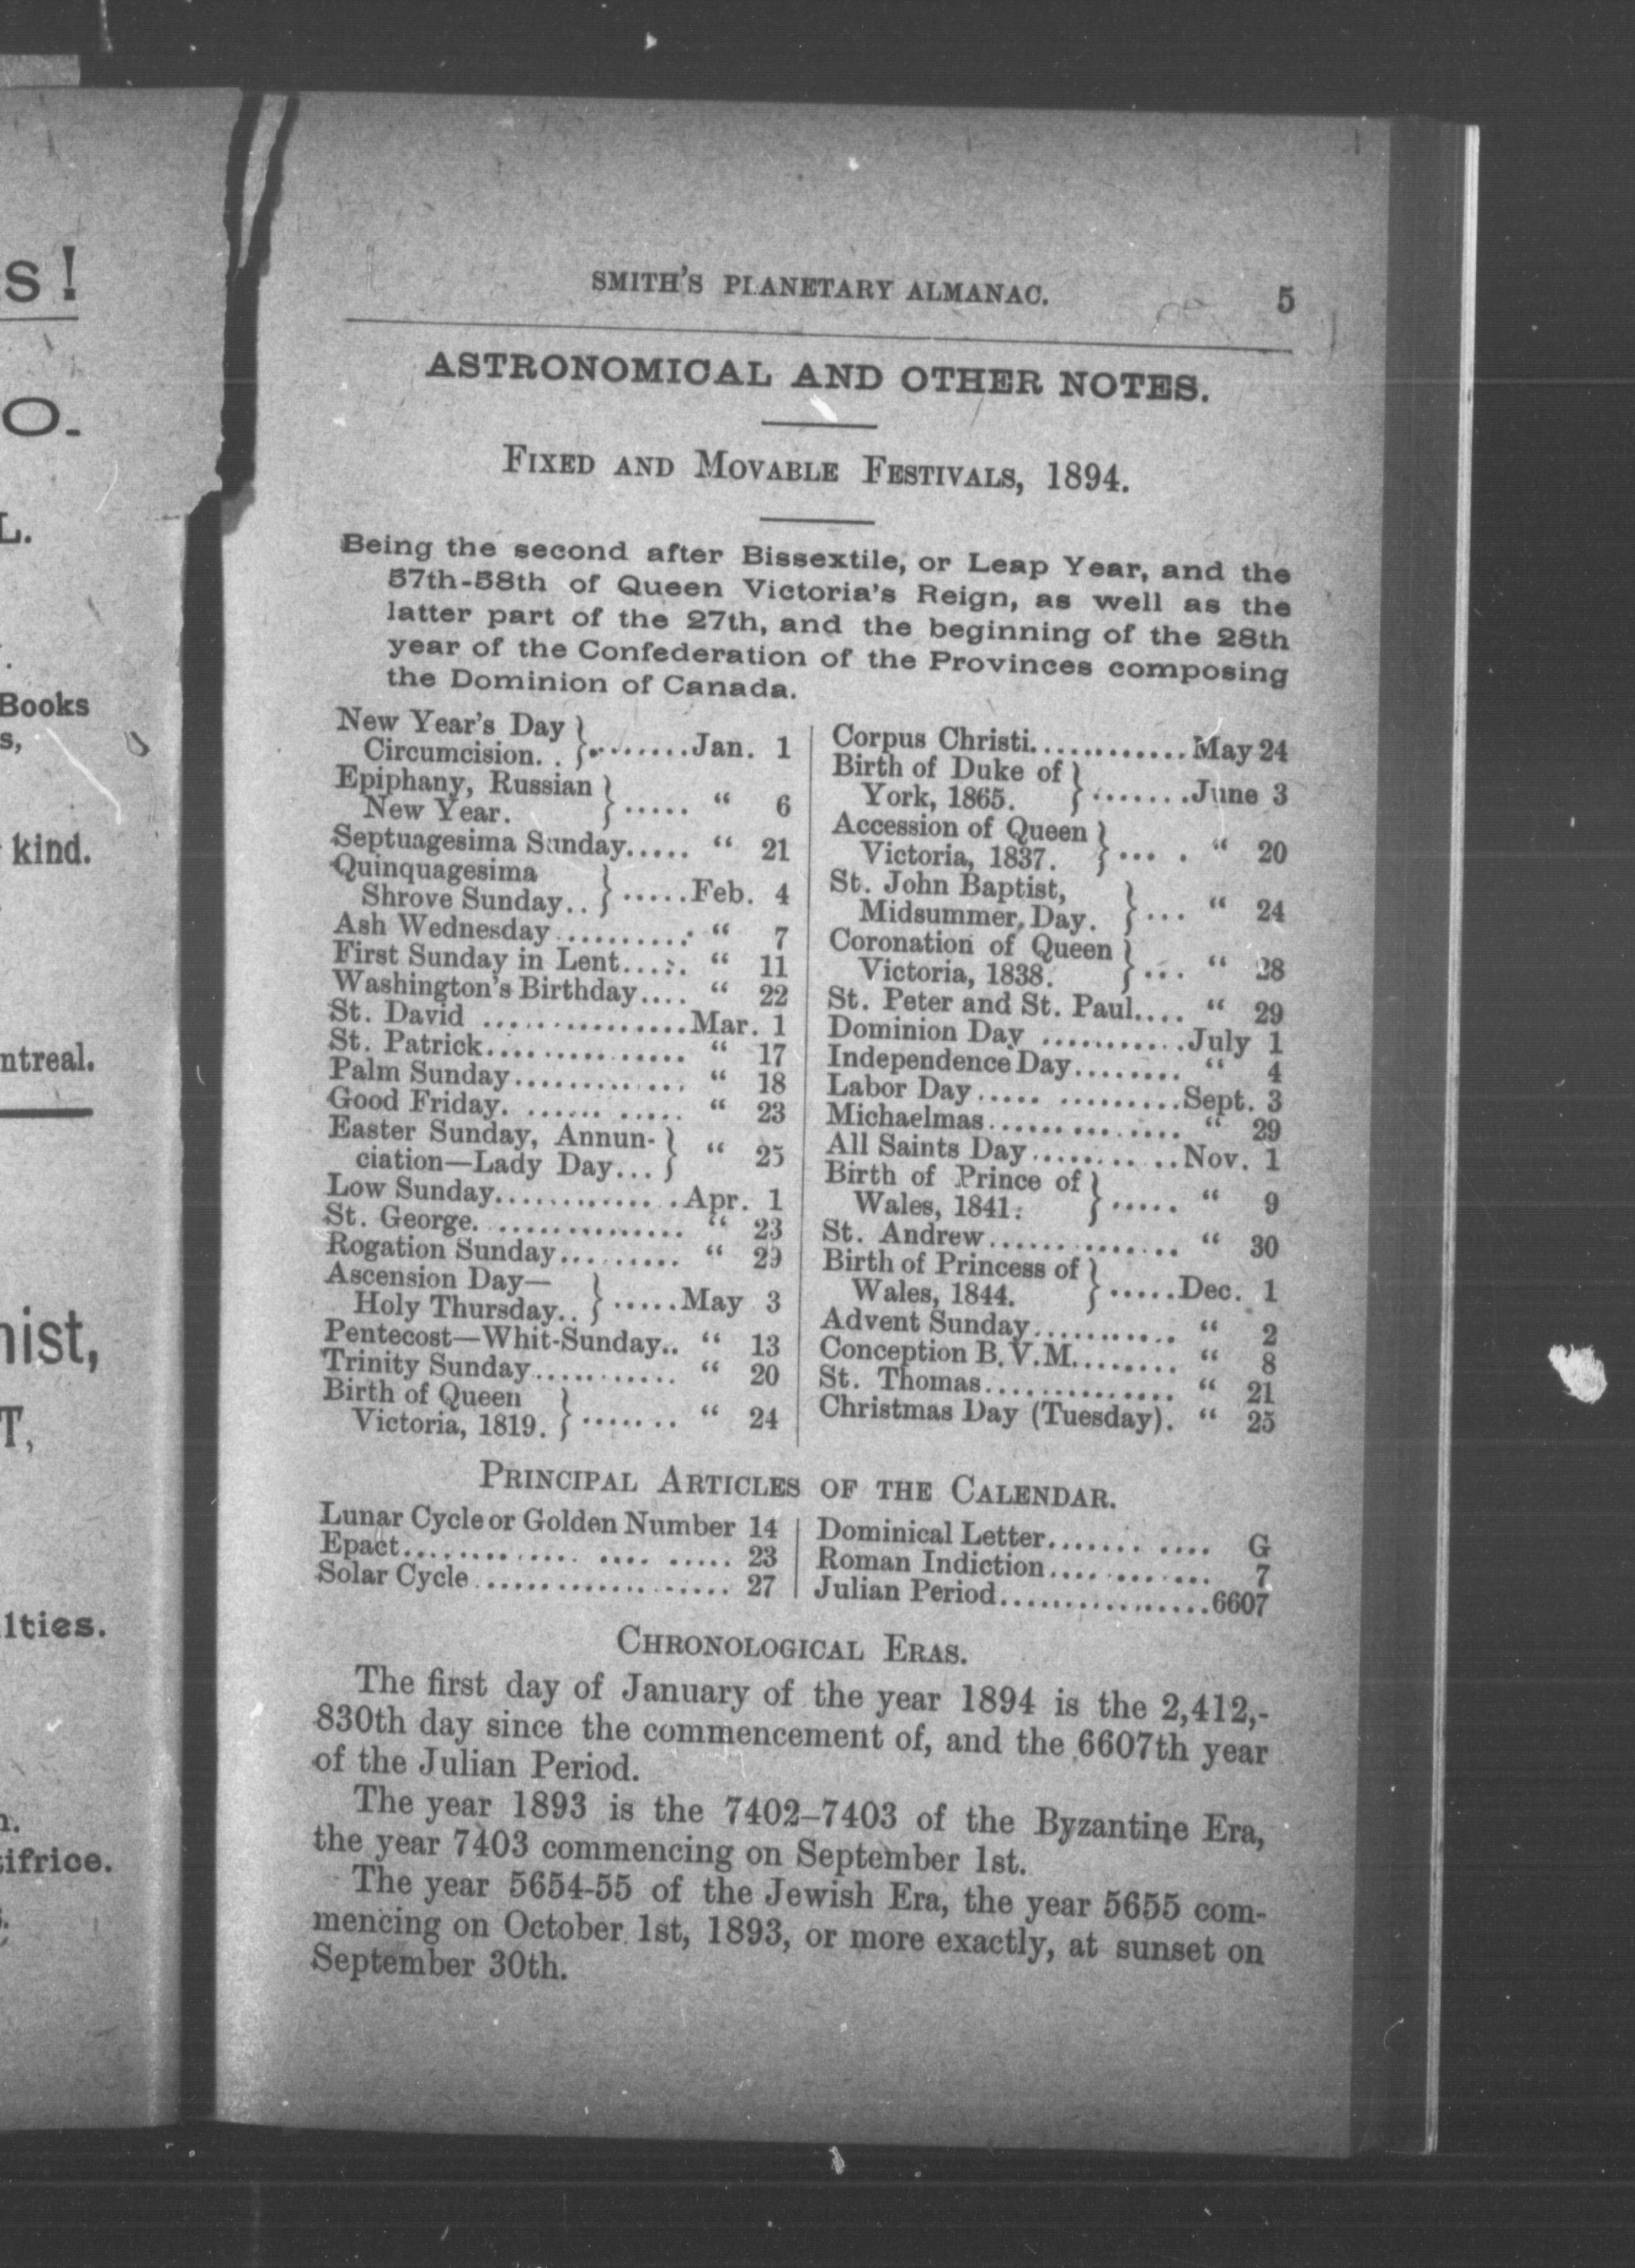 s!
O.
L.
Books
s,
kind.
ntreal.
nist,
T,
lties.
n.
ifrice.
SMITH'S PLANETARY ALMANAC. 5
ASTRONOMICAL AND OTHER NOTES.
FIXED AND MOVABLE FESTIVALS, 1894.
Being the second after Bissextile, or Leap Year, and the
57th-58th of Queen Victoria's Reign, as well as the
latter part of the 27th, and the beginning of the 28th
year of the Confederation of the Provinces composing
the Dominion of Canada.
New Year's Day }
Circumcision. . }........Jan. 1
Epiphany, Russian }
New Year. } ..... “ 6
Septuagesima Sunday..... “ 21
Quinquagesima }
Shrove Sunday.. } .....Feb. 4
Ash Wednesday.......... “ 7
First Sunday in Lent..... “ 11
Washington's Birthday.... “ 22
St. David ...............Mar. 1
St. Patrick............... “ 17
Palm Sunday............. “ 18
Good Friday. ...... ..... “ 23
Easter Sunday, Annun- }
ciation—Lady Day... } “ 25
Low Sunday.............Apr. 1
St. George. .............. “ 23
Rogation Sunday.......... “ 29
Ascension Day— }
Holy Thursday.. } .....May 3
Pentecost—Whit-Sunday.. “ 13
Trinity Sunday............ “ 20
Birth of Queen }
Victoria, 1819. } ....... “ 24
Corpus Christi............May 24
Birth of Duke of }
York, 1865. } .......June 3
Accession of Queen }
Victoria, 1837. } ... . “ 20
St. John Baptist, }
Midsummer, Day. } ... “ 24
Coronation of Queen }
Victoria, 1838. } ... “ 28
St. Peter and St. Paul.... “ 29
Dominion Day ...........July 1
Independence Day........ “ 4
Labor Day..... .........Sept. 3
Michaelmas............... “ 29
All Saints Day...........Nov. 1
Birth of Prince of }
Wales, 1841. } ..... “ 9
St. Andrew.............. “ 30
Birth of Princess of }
Wales, 1844. } .....Dec. 1
Advent Sunday........... “ 2
Conception B.V.M........ “ 8
St. Thomas.............. “ 21
Christmas Day (Tuesday). “ 25
PRINCIPAL ARTICLES OF THE CALENDAR.
Lunar Cycle or Golden Number 14
Epact............. .... ..... 23
Solar Cycle................... 27
Dominical Letter....... .... G
Roman Indiction............ 7
Julian Period................6607
CHRONOLOGICAL ERAS.
The first day of January of the year 1894 is the 2,412,-
830th day since the commencement of, and the 6607th year
of the Julian Period.
The year 1893 is the 7402–7403 of the Byzantine Era,
the year 7403 commencing on September 1st.
The year 5654-55 of the Jewish Era, the year 5655 com-
mencing on October 1st, 1893, or more exactly, at sunset on
September 30th.